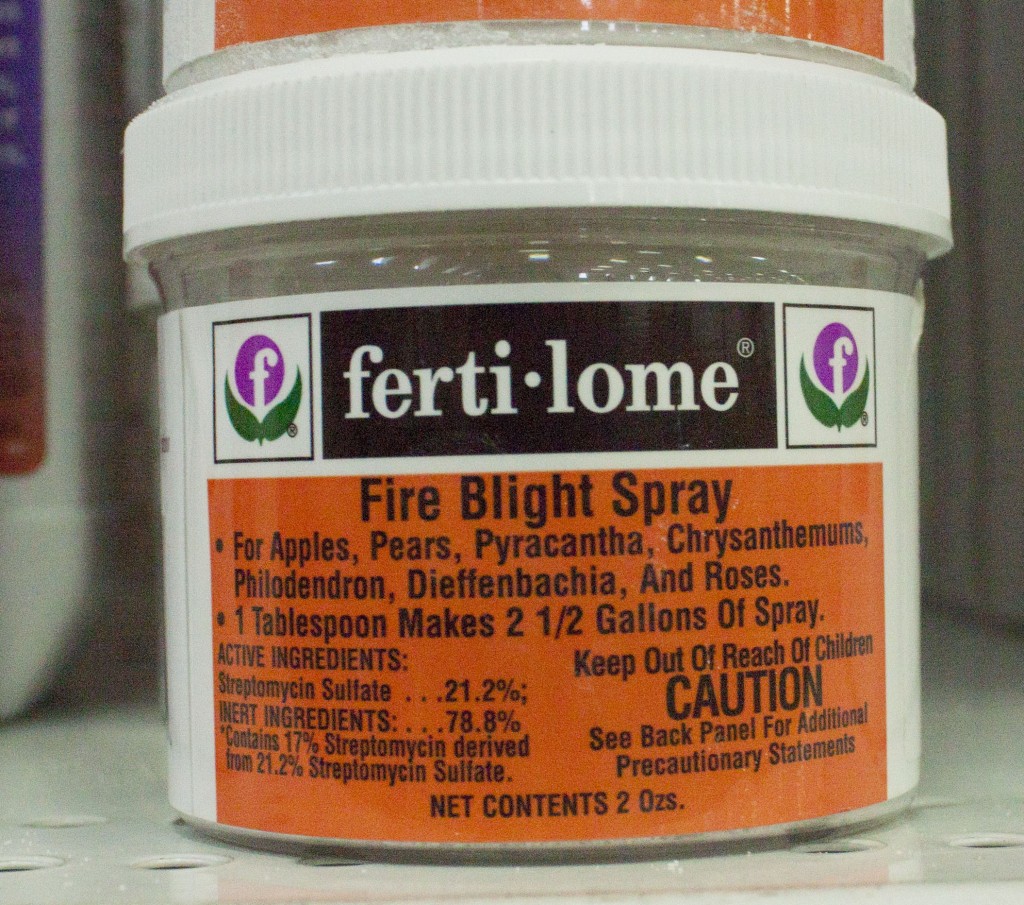 f ferti·lome® f
® ®
Fire Blight Spray
• For Apples, Pears, Pyracantha, Chrysanthemums,
Philodendron, Dieffenbachia, And Roses.
• 1 Tablespoon Makes 2 1/2 Gallons Of Spray.
ACTIVE INGREDIENTS:
Streptomycin Sulfate ...21.2%;
INERT INGREDIENTS: ...78.8%
*Contains 17% Streptomycin derived
from 21.2% Streptomycin Sulfate.
Keep Out Of Reach Of Children
CAUTION
See Back Panel For Additional
Precautionary Statements
NET CONTENTS 2 Ozs.